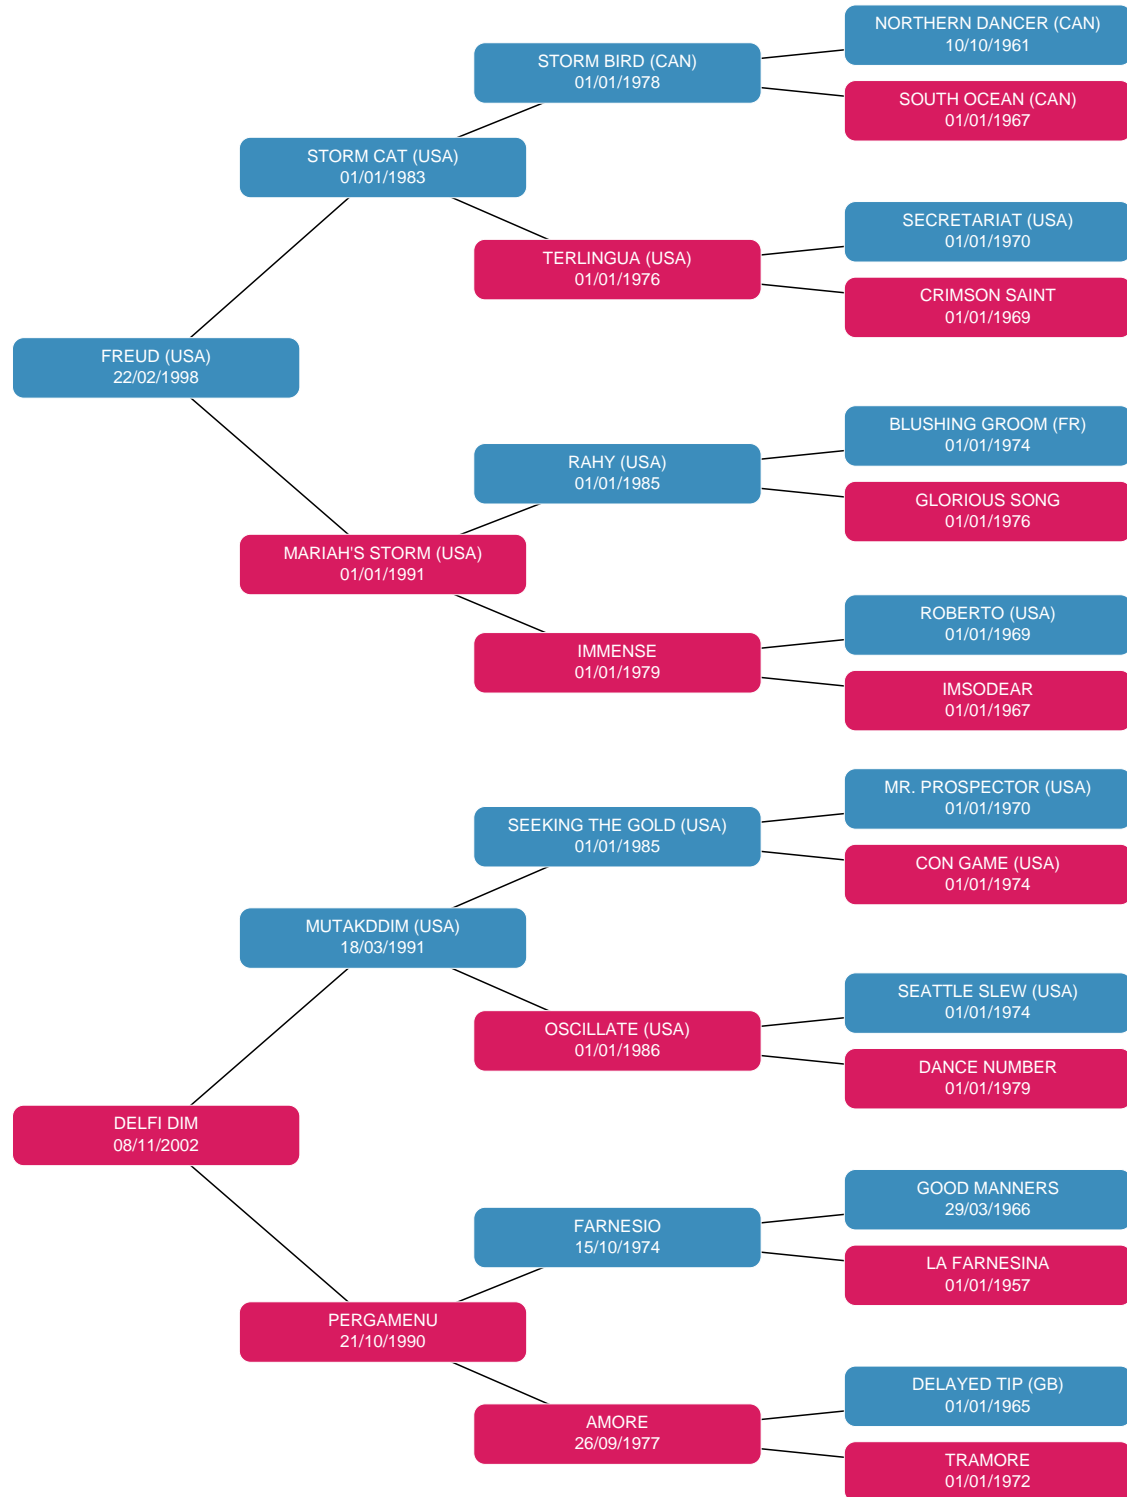 NORTHERN DANCER (CAN)
10/10/1961
STORM BIRD (CAN)
01/01/1978
SOUTH OCEAN (CAN)
01/01/1967
STORM CAT (USA)
01/01/1983
SECRETARIAT (USA)
01/01/1970
TERLINGUA (USA)
01/01/1976
CRIMSON SAINT
01/01/1969
FREUD (USA)
22/02/1998
BLUSHING GROOM (FR)
01/01/1974
RAHY (USA)
01/01/1985
GLORIOUS SONG
01/01/1976
MARIAH'S STORM (USA)
01/01/1991
ROBERTO (USA)
01/01/1969
IMMENSE
01/01/1979
IMSODEAR
01/01/1967
MR. PROSPECTOR (USA)
01/01/1970
SEEKING THE GOLD (USA)
01/01/1985
CON GAME (USA)
01/01/1974
MUTAKDDIM (USA)
18/03/1991
SEATTLE SLEW (USA)
01/01/1974
OSCILLATE (USA)
01/01/1986
DANCE NUMBER
01/01/1979
DELFI DIM
08/11/2002
GOOD MANNERS
29/03/1966
FARNESIO
15/10/1974
LA FARNESINA
01/01/1957
PERGAMENU
21/10/1990
DELAYED TIP (GB)
01/01/1965
AMORE
26/09/1977
TRAMORE
01/01/1972